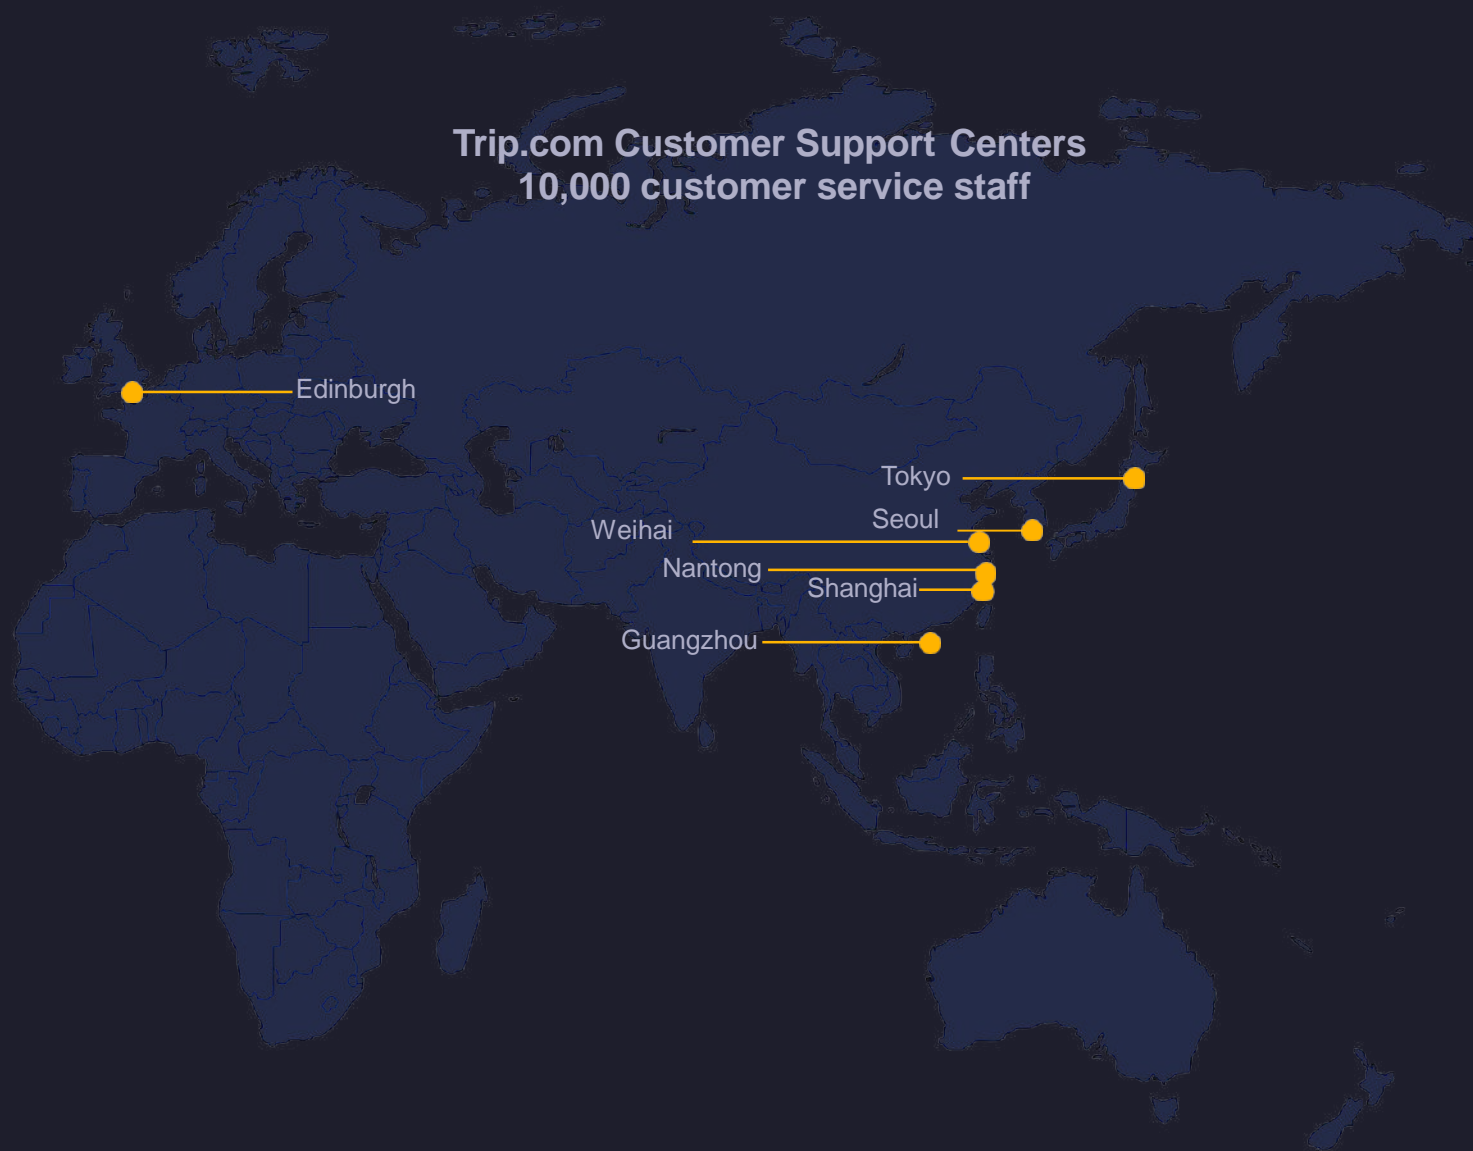 Trip.com Customer Support Centers
10,000 customer service staff
Edinburgh
Tokyo
Seoul
Weihai
Nantong
Shanghai
Guangzhou